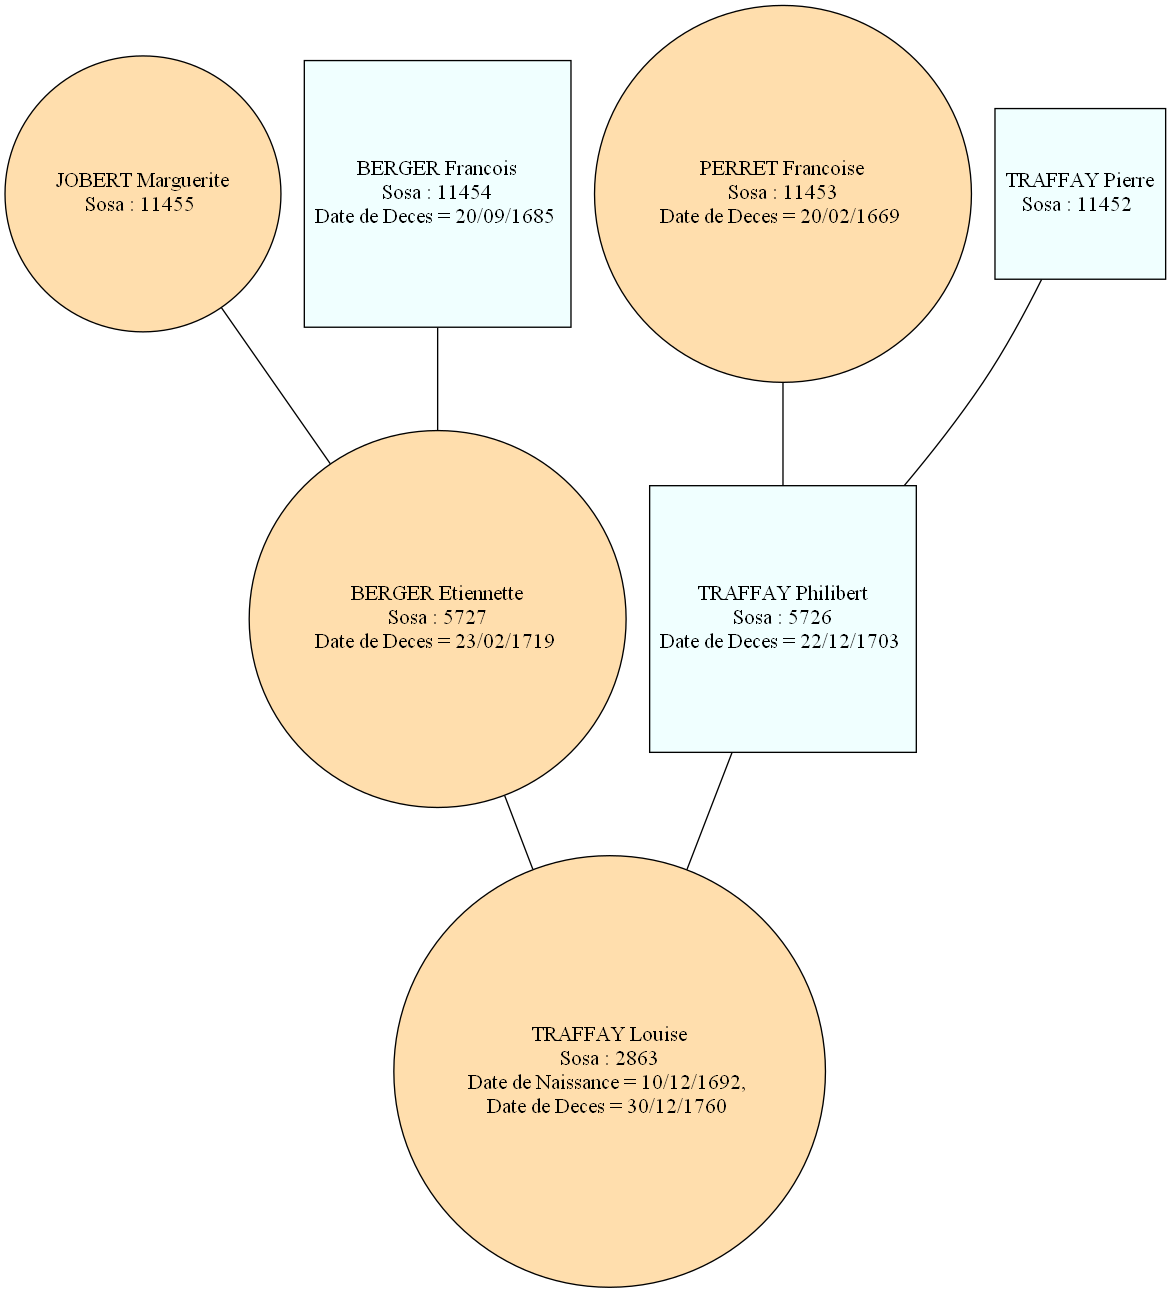 JOBERT Marguerite
Sosa : 11455
BERGER Francois
Sosa : 11454
Date de Deces = 20/09/1685
PERRET Francoise
Sosa : 11453
Date de Deces = 20/02/1669
TRAFFAY Pierre
Sosa : 11452
BERGER Etiennette
Sosa : 5727
Date de Deces = 23/02/1719
TRAFFAY Philibert
Sosa : 5726
Date de Deces = 22/12/1703
TRAFFAY Louise
Sosa : 2863
Date de Naissance = 10/12/1692,
Date de Deces = 30/12/1760